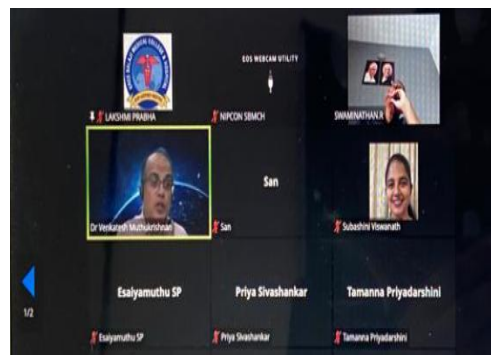 EOS WEBCAM UTILITY
LAKSHMI PRABHA
NIPCON SBMCH
SWAMINATHAN.R
Dr Venkatesh Muthukrishnan
San
San
Subashini Viswanath
1/2
Esaiyamuthu SP
Priya Sivashankar
Tamanna Priyadarshini
Esaiyamuthu SP
Priya Sivashankar
Tamanna Priyadarshini